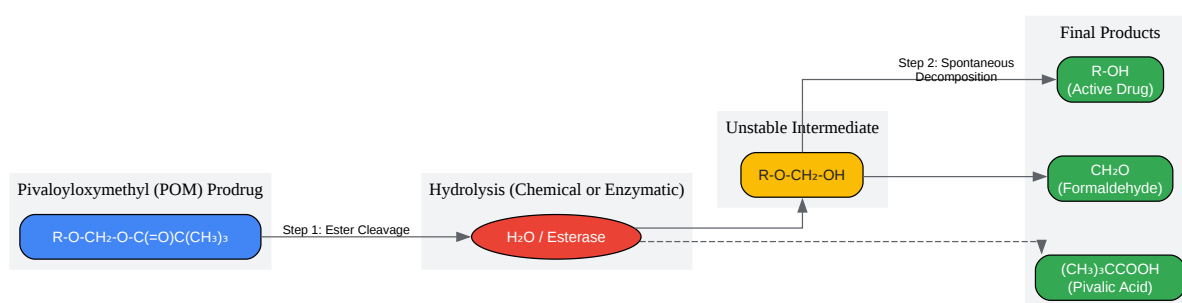 Pivaloyloxymethyl (POM) Prodrug
R-O-CH₂-O-C(=O)C(CH₃)₃
Step 1: Ester Cleavage
Hydrolysis (Chemical or Enzymatic)
H₂O / Esterase
Unstable Intermediate
R-O-CH₂-OH
Step 2: Spontaneous
Decomposition
Final Products
R-OH
(Active Drug)
CH₂O
(Formaldehyde)
(CH₃)₃CCOOH
(Pivalic Acid)